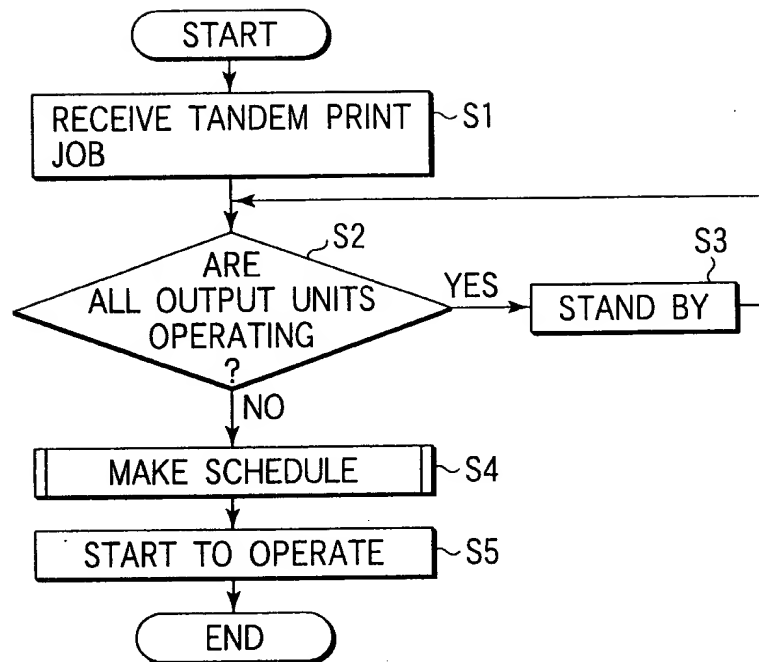 START
RECEIVE TANDEM PRINT
JOB
S1
S2
ARE
ALL OUTPUT UNITS
OPERATING
?
YES
S3
STAND BY
NO
MAKE SCHEDULE
S4
START TO OPERATE
S5
END